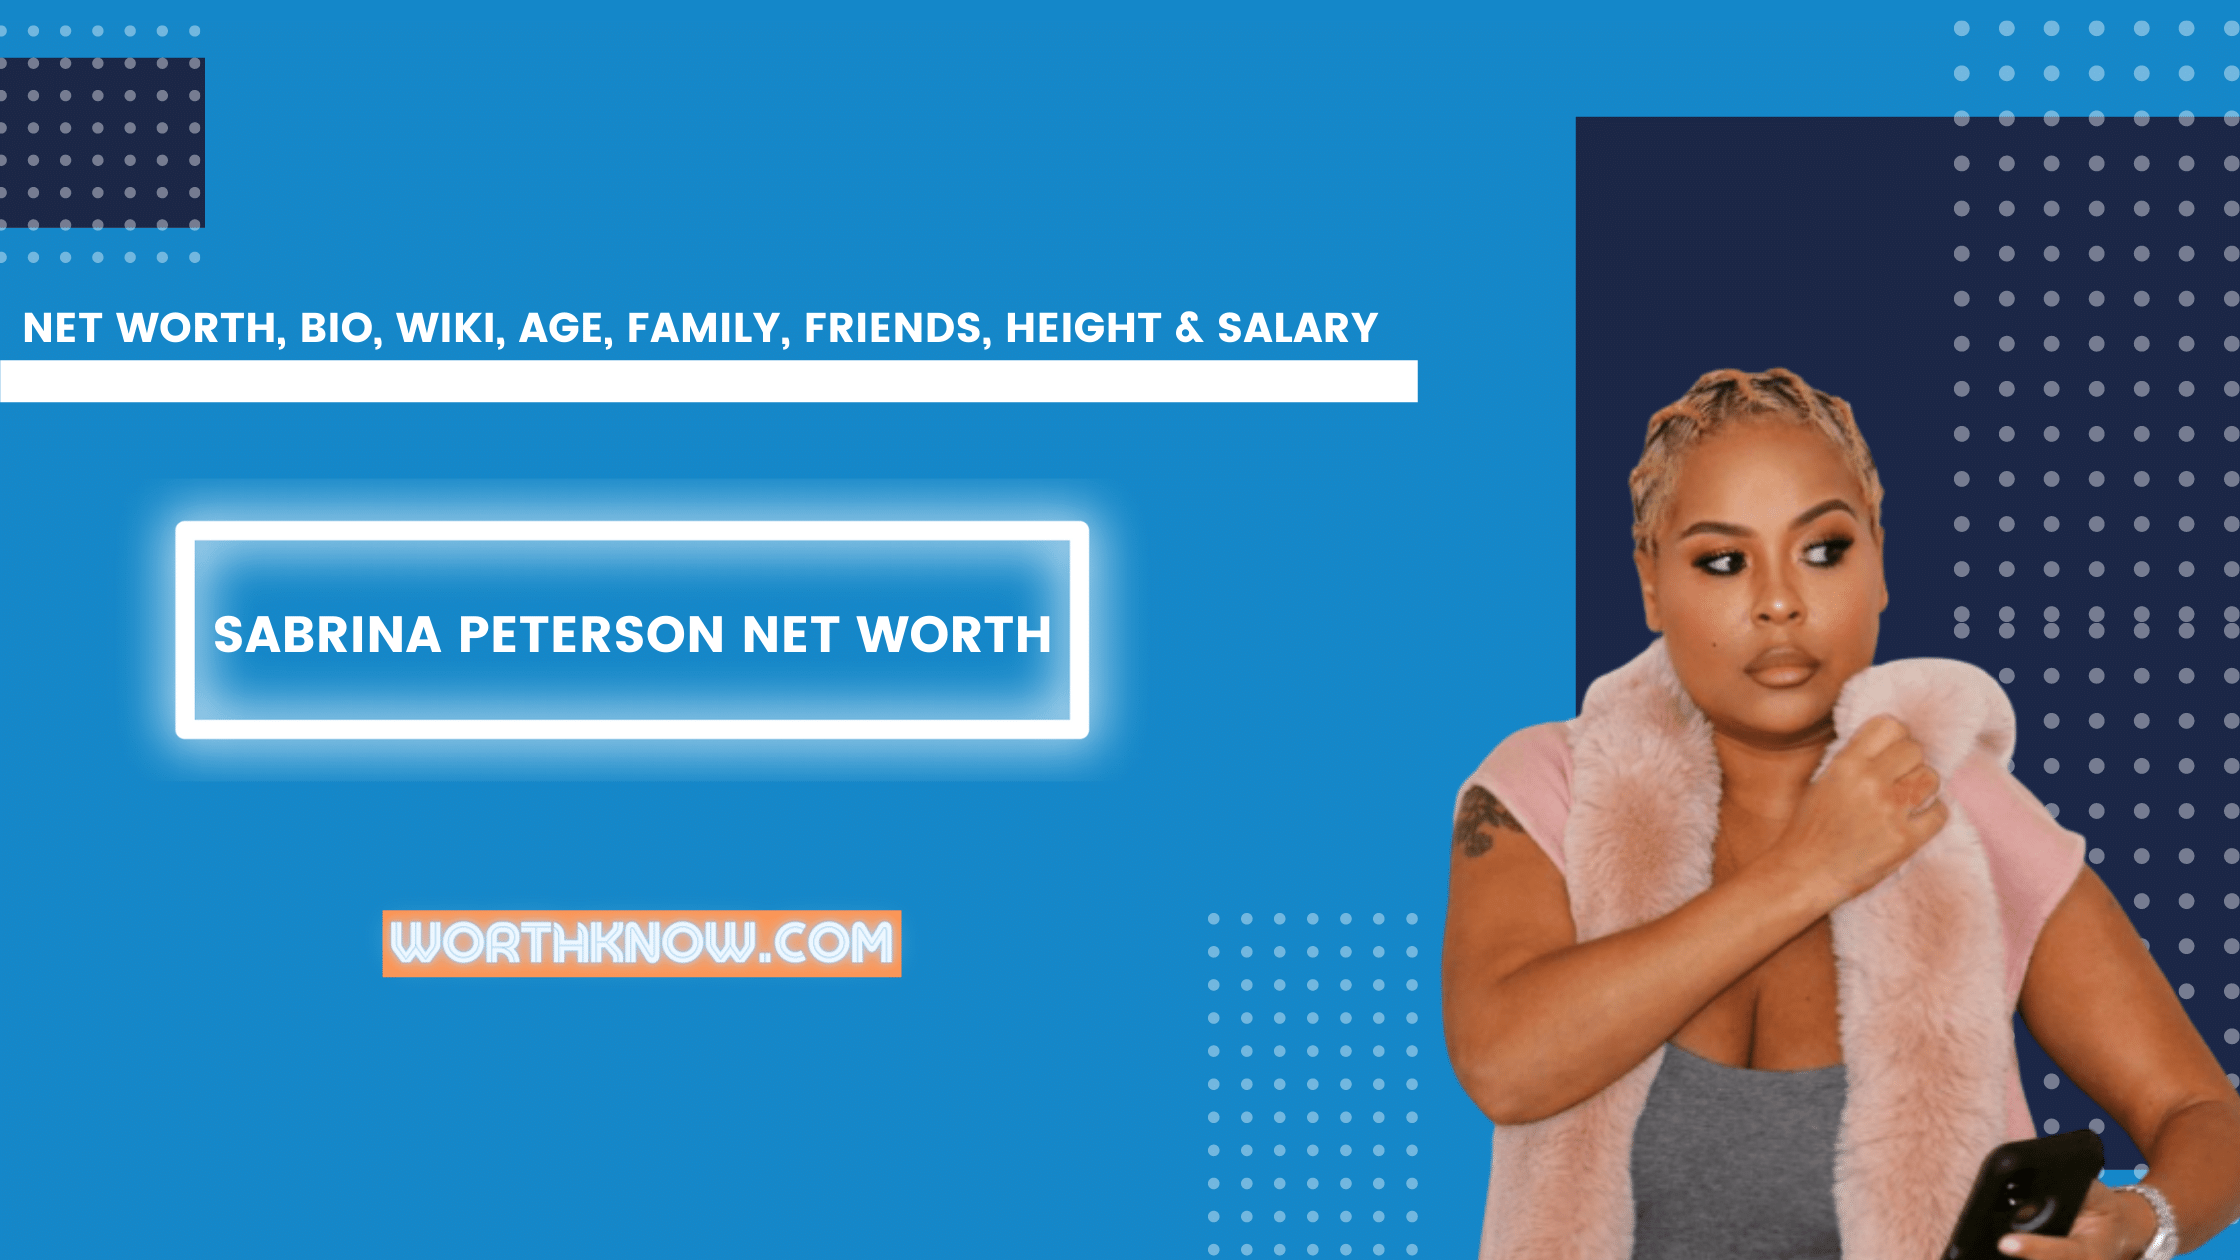 NET WORTH, BIO, WIKI, AGE, FAMILY, FRIENDS, HEIGHT & SALARY
SABRINA PETERSON NET WORTH
WORTHKNOW.COM